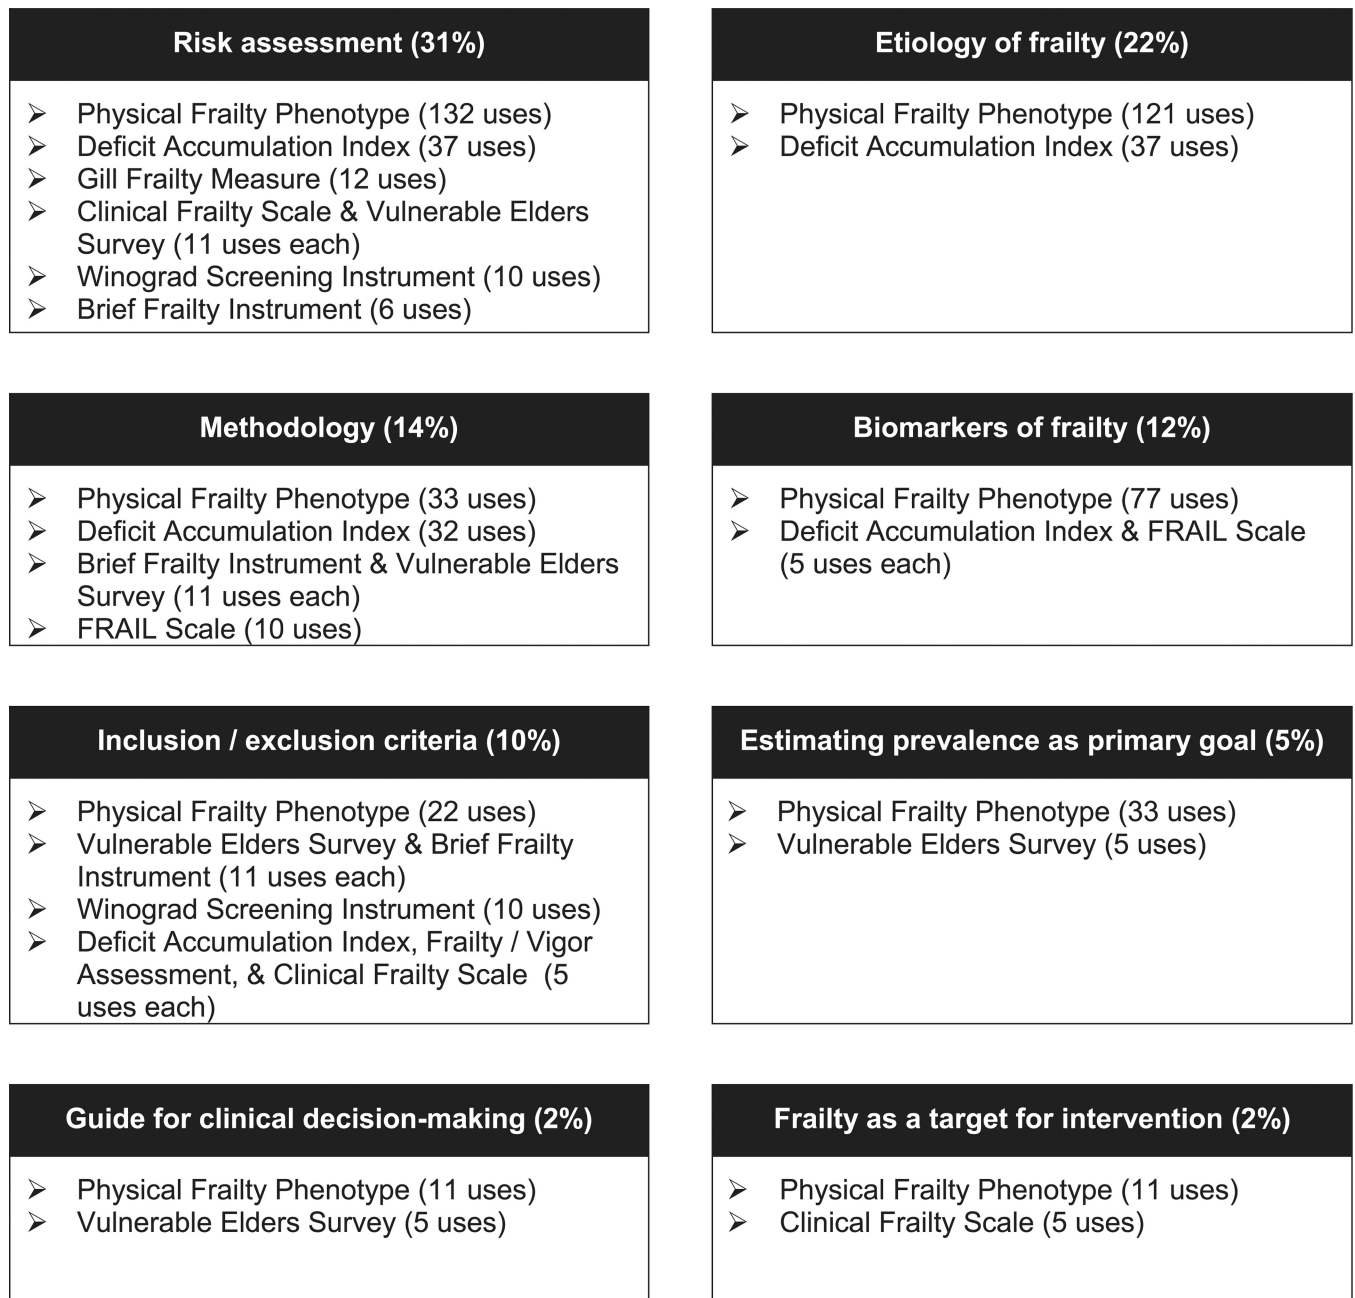 Risk assessment (31%)
➢ Physical Frailty Phenotype (132 uses)
➢ Deficit Accumulation Index (37 uses)
➢ Gill Frailty Measure (12 uses)
➢ Clinical Frailty Scale & Vulnerable Elders
Survey (11 uses each)
➢ Winograd Screening Instrument (10 uses)
➢ Brief Frailty Instrument (6 uses)
Etiology of frailty (22%)
➢ Physical Frailty Phenotype (121 uses)
➢ Deficit Accumulation Index (37 uses)
Methodology (14%)
➢ Physical Frailty Phenotype (33 uses)
➢ Deficit Accumulation Index (32 uses)
➢ Brief Frailty Instrument & Vulnerable Elders
Survey (11 uses each)
➢ FRAIL Scale (10 uses)
Biomarkers of frailty (12%)
➢ Physical Frailty Phenotype (77 uses)
➢ Deficit Accumulation Index & FRAIL Scale
(5 uses each)
Inclusion / exclusion criteria (10%)
➢ Physical Frailty Phenotype (22 uses)
➢ Vulnerable Elders Survey & Brief Frailty
Instrument (11 uses each)
➢ Winograd Screening Instrument (10 uses)
➢ Deficit Accumulation Index, Frailty / Vigor
Assessment, & Clinical Frailty Scale (5
uses each)
Estimating prevalence as primary goal (5%)
➢ Physical Frailty Phenotype (33 uses)
➢ Vulnerable Elders Survey (5 uses)
Guide for clinical decision-making (2%)
➢ Physical Frailty Phenotype (11 uses)
➢ Vulnerable Elders Survey (5 uses)
Frailty as a target for intervention (2%)
➢ Physical Frailty Phenotype (11 uses)
➢ Clinical Frailty Scale (5 uses)